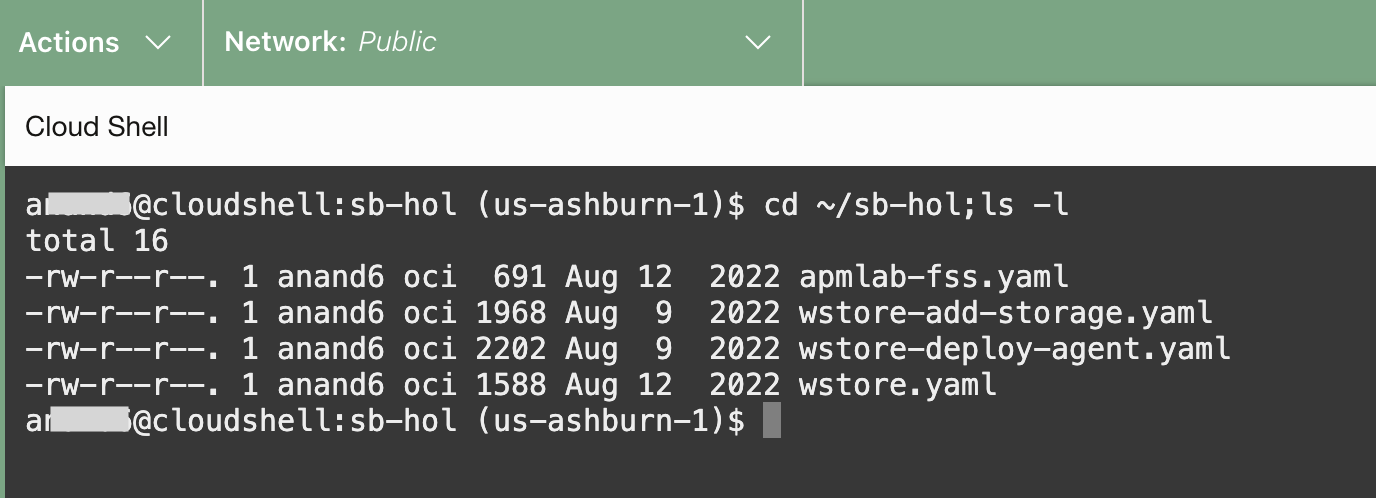 Actions
Network: Public
Cloud Shell
@cloudshell:sb-hol (us-ashburn-1)$ cd ~/sb-hol;ls -l
total 16
-rw-r--r--. 1 anand6 oci  691 Aug 12  2022 apmlab-fss.yaml
-rw-r--r--. 1 anand6 oci 1968 Aug  9  2022 wstore-add-storage.yaml
-rw-r--r--. 1 anand6 oci 2202 Aug  9  2022 wstore-deploy-agent.yaml
-rw-r--r--. 1 anand6 oci 1588 Aug 12  2022 wstore.yaml
@cloudshell:sb-hol (us-ashburn-1)$